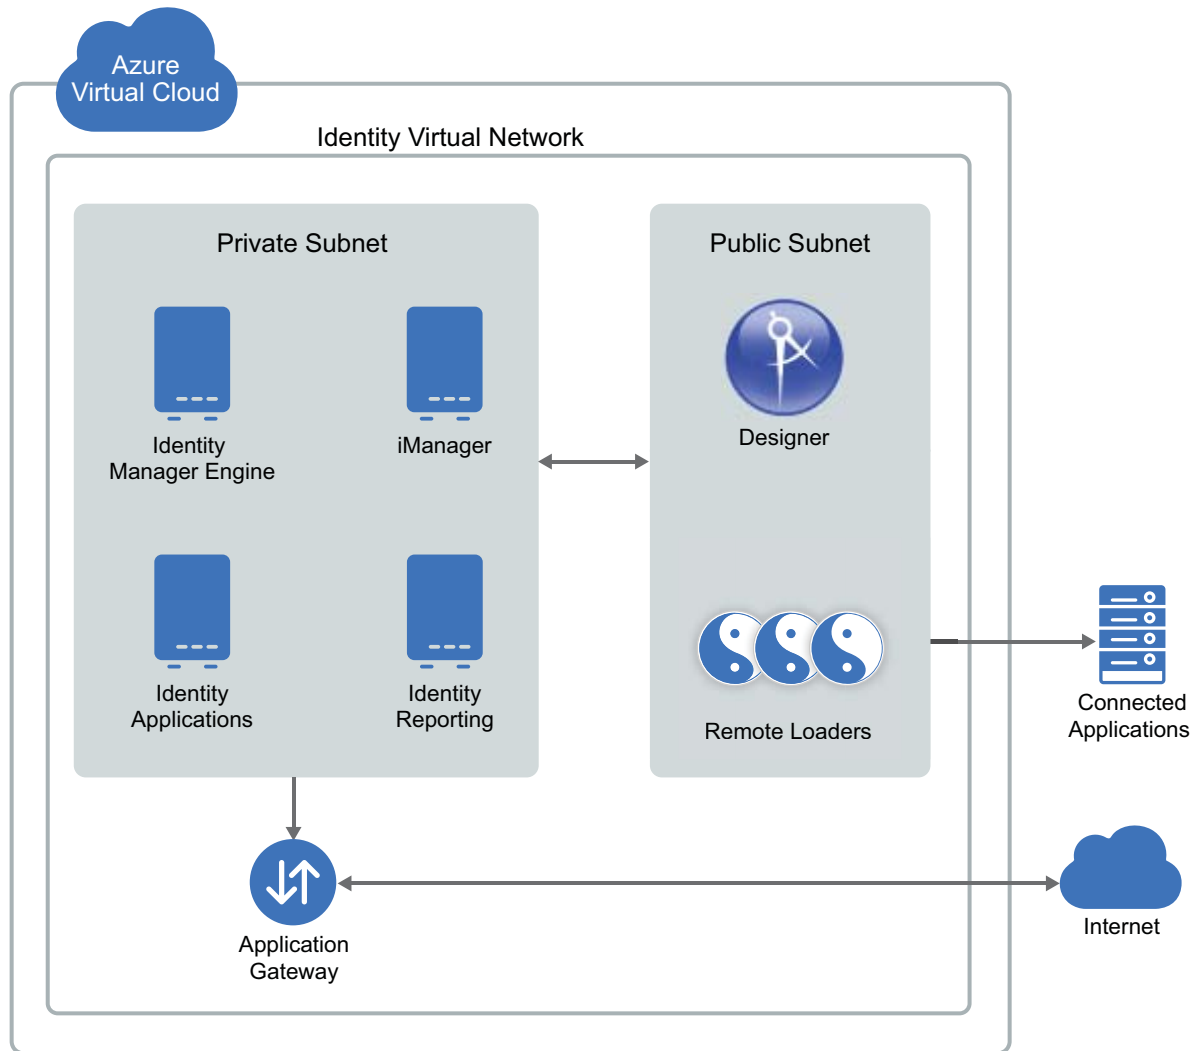 Azure
Virtual Cloud
Identity Virtual Network
Private Subnet
Public Subnet
Identity
Manager Engine
iManager
Designer
Identity
Applications
Identity
Reporting
Remote Loaders
Connected
Applications
Application
Gateway
Internet